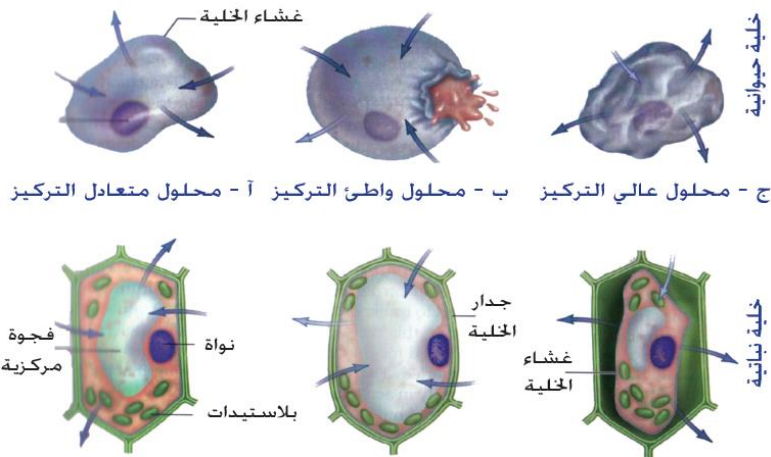 غشاء الخلية
خلية حيوانية
آ - محلول متعادل التركيز
ب - محلول واطئ التركيز
ج - محلول عالي التركيز
فجوة
مركزية
نواة
بلاستيدات
جدار
الخلية
غشاء
الخلية
خلية نباتية